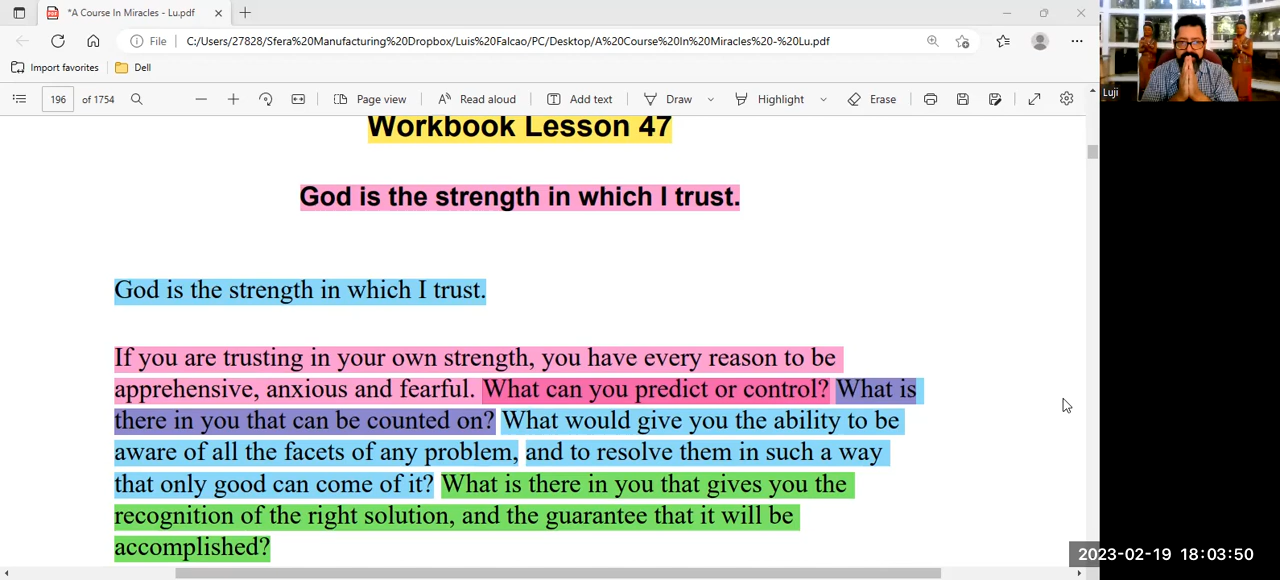 *A Course In Miracles - Lu.pdf
File C:/Users/27828/Sfera%20Manufacturing%20Dropbox/Luis%20Falcao/PC/Desktop/A%20Course%20In%20Miracles%20-%20Lu.pdf
Import favorites Dell
196 of 1754 Page view Read aloud Add text Draw Highlight Erase
Luji
Workbook Lesson 47
God is the strength in which I trust.
God is the strength in which I trust.
If you are trusting in your own strength, you have every reason to be
apprehensive, anxious and fearful. What can you predict or control? What is
there in you that can be counted on? What would give you the ability to be
aware of all the facets of any problem, and to resolve them in such a way
that only good can come of it? What is there in you that gives you the
recognition of the right solution, and the guarantee that it will be
accomplished?
2023-02-19 18:03:50